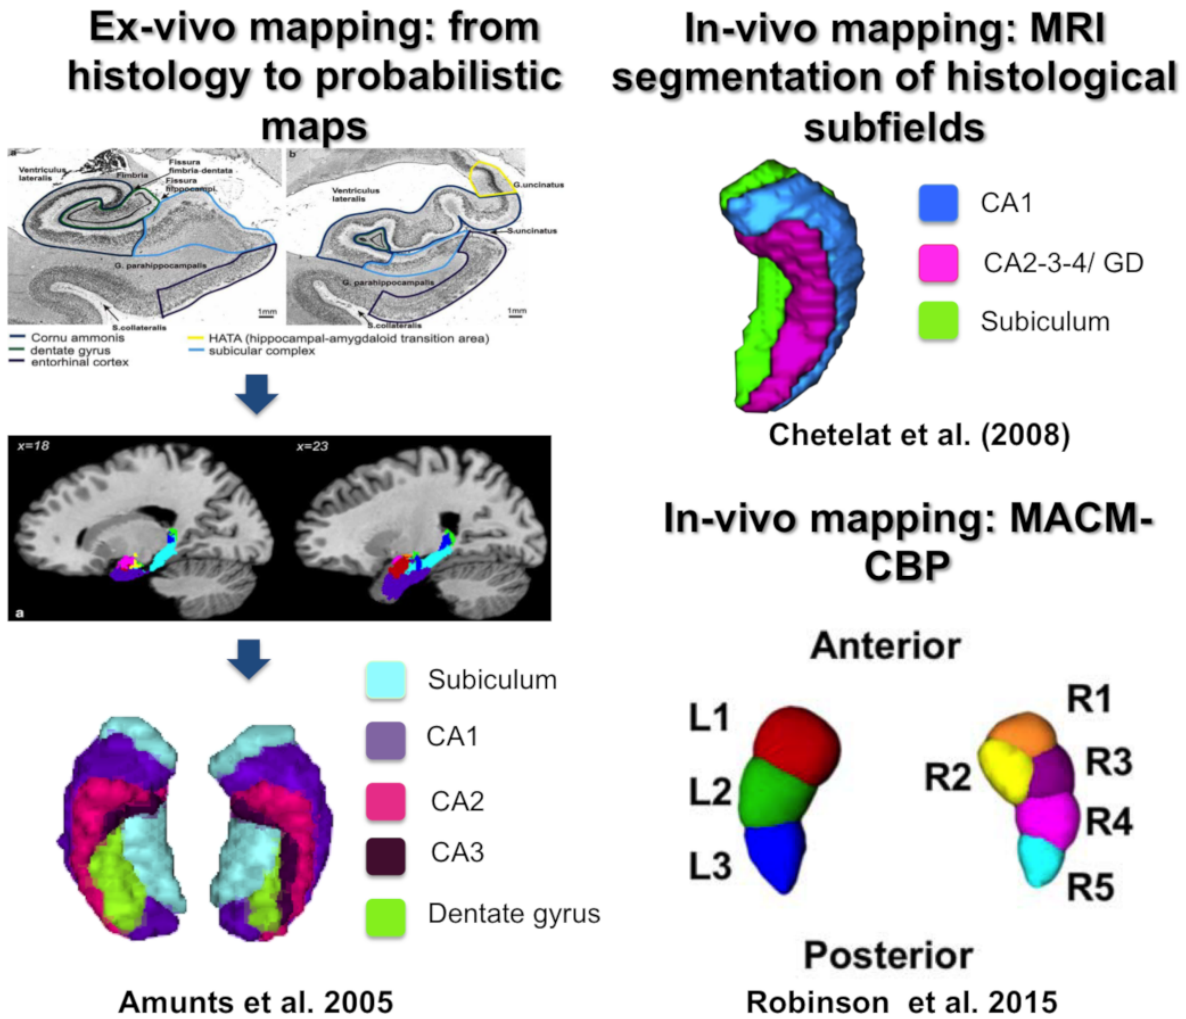 Ex-vivo mapping: from
histology to probabilistic
maps
a
Ventriculus
lateralis
Fimbria
Fissura
fimbria-dentata
Fissura
hippocampi
G. parahippocampalis
S.collateralis
1mm
b
Ventriculus
lateralis
G.uncinatus
S.uncinatus
G. parahippocampalis
S.collateralis
1mm
Cornu ammonis
dentate gyrus
entorhinal cortex
HATA (hippocampal-amygdaloid transition area)
subicular complex
x=18
x=23
a
Subiculum
CA1
CA2
CA3
Dentate gyrus
Amunts et al. 2005
In-vivo mapping: MRI
segmentation of histological
subfields
CA1
CA2-3-4/ GD
Subiculum
Chetelat et al. (2008)
In-vivo mapping: MACM-
CBP
Anterior
L1
L2
L3
R1
R2
R3
R4
R5
Posterior
Robinson et al. 2015